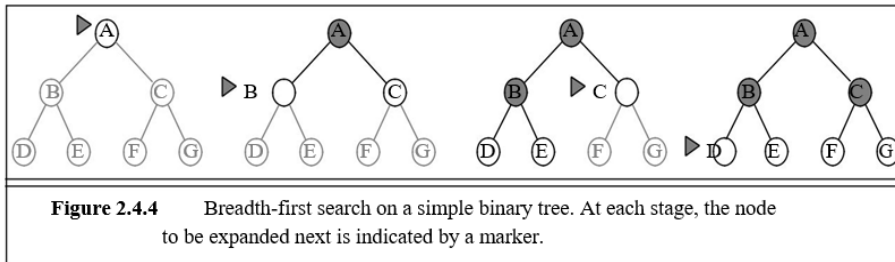 A A A A
B C B C B C B C
D E F G D E F G D E F G D E F G
Figure 2.4.4 Breadth-first search on a simple binary tree. At each stage, the node
to be expanded next is indicated by a marker.